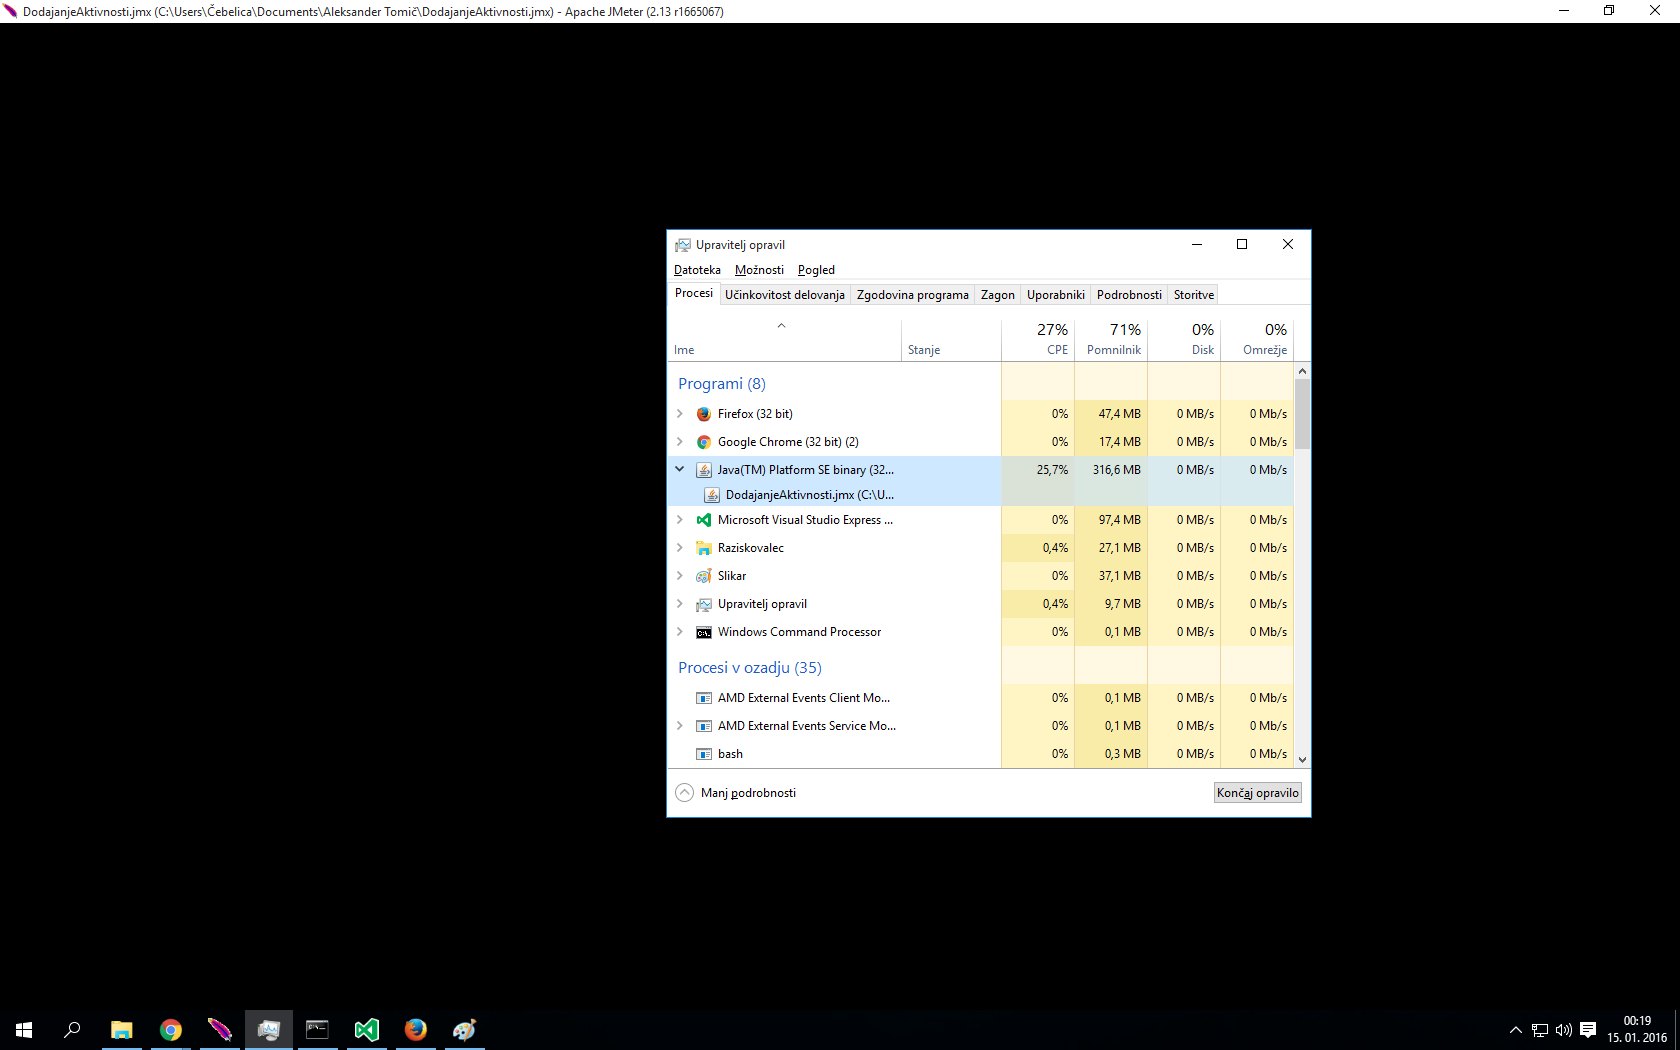 DodajanjeAktivnosti.jmx (C:\Users\Čebelica\Documents\Aleksander Tomič\DodajanjeAktivnosti.jmx) - Apache JMeter (2.13 r1665067)
Upravitelj opravil
Datoteka Možnosti Pogled
Procesi Učinkovitost delovanja Zgodovina programa Zagon Uporabniki Podrobnosti Storitve
27% 71% 0% 0%
Ime Stanje CPE Pomnilnik Disk Omrežje
Programi (8)
Firefox (32 bit) 0% 47,4 MB 0 MB/s 0 Mb/s
Google Chrome (32 bit) (2) 0% 17,4 MB 0 MB/s 0 Mb/s
Java(TM) Platform SE binary (32... 25,7% 316,6 MB 0 MB/s 0 Mb/s
DodajanjeAktivnosti.jmx (C:\U...
Microsoft Visual Studio Express ... 0% 97,4 MB 0 MB/s 0 Mb/s
Raziskovalec 0,4% 27,1 MB 0 MB/s 0 Mb/s
Slikar 0% 37,1 MB 0 MB/s 0 Mb/s
Upravitelj opravil 0,4% 9,7 MB 0 MB/s 0 Mb/s
Windows Command Processor 0% 0,1 MB 0 MB/s 0 Mb/s
Procesi v ozadju (35)
AMD External Events Client Mo... 0% 0,1 MB 0 MB/s 0 Mb/s
AMD External Events Service Mo... 0% 0,1 MB 0 MB/s 0 Mb/s
bash 0% 0,3 MB 0 MB/s 0 Mb/s
Manj podrobnosti Končaj opravilo
00:19
15. 01. 2016